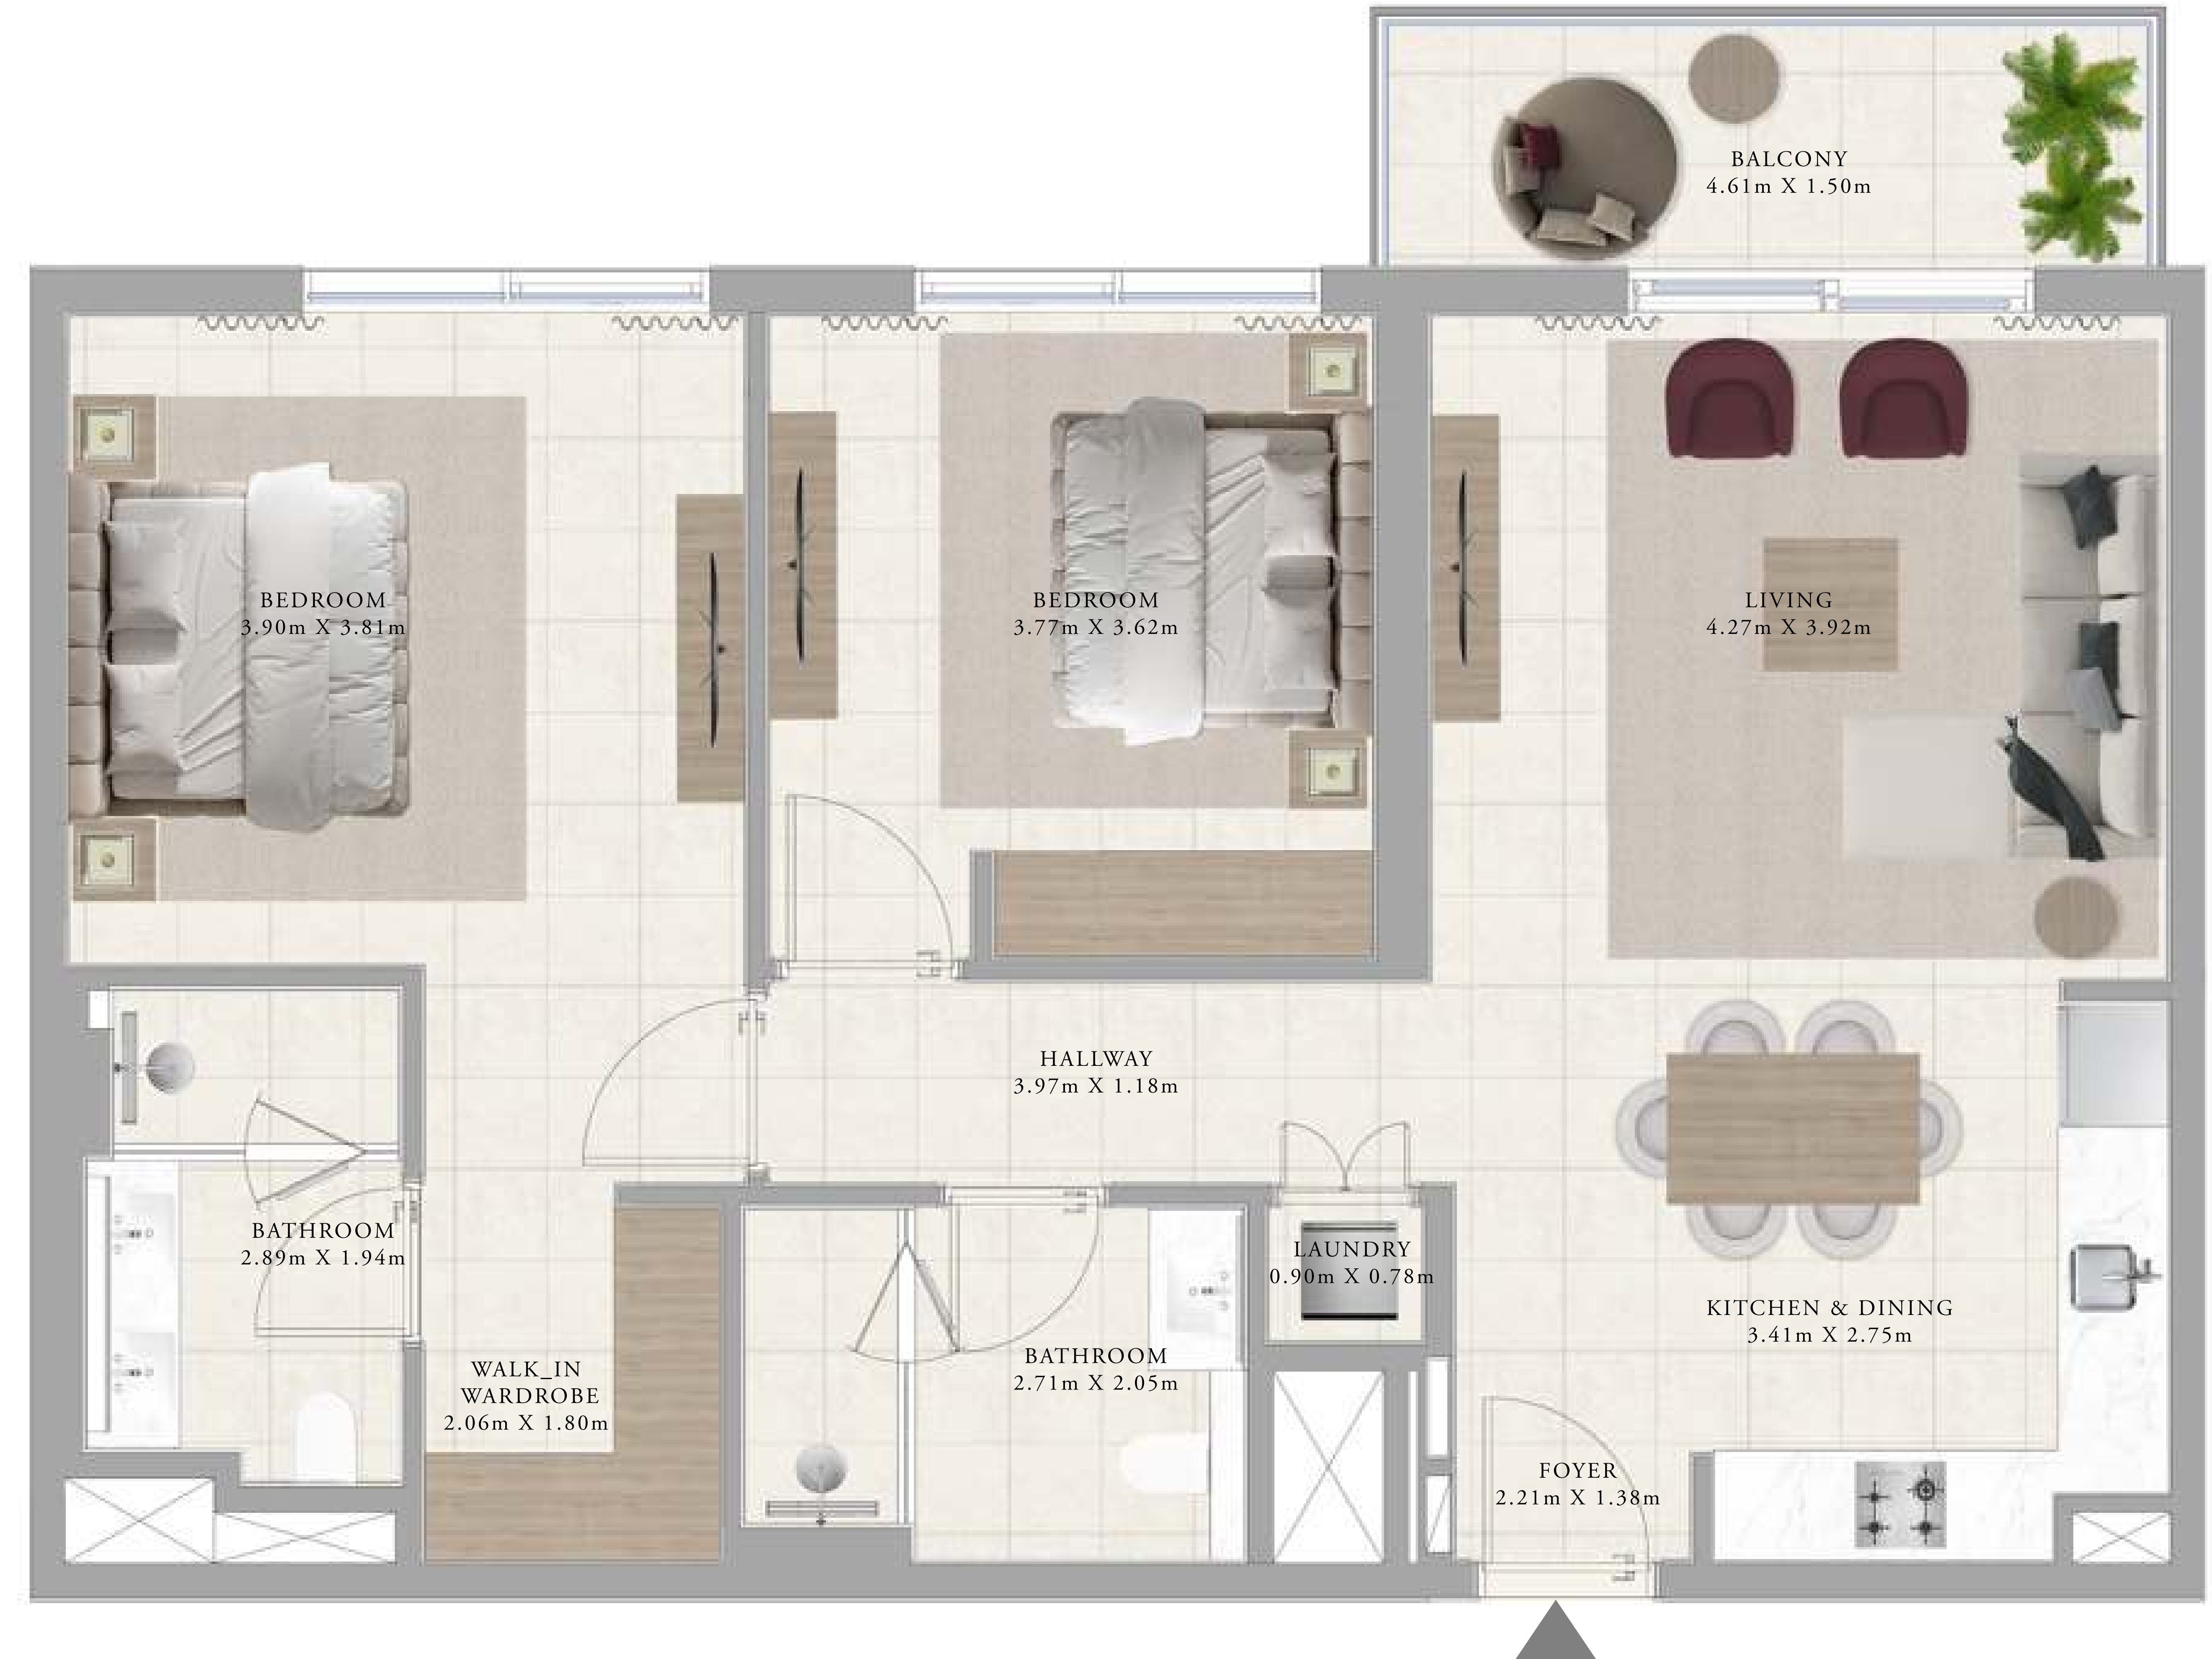 BALCONY
4.61m X 1.50m
BEDROOM
3.90m X 3.81m
BEDROOM
3.77m X 3.62m
LIVING
4.27m X 3.92m
HALLWAY
3.97m X 1.18m
BATHROOM
2.89m X 1.94m
LAUNDRY
0.90m X 0.78m
KITCHEN & DINING
3.41m X 2.75m
WALK_IN
WARDROBE
2.06m X 1.80m
BATHROOM
2.71m X 2.05m
FOYER
2.21m X 1.38m